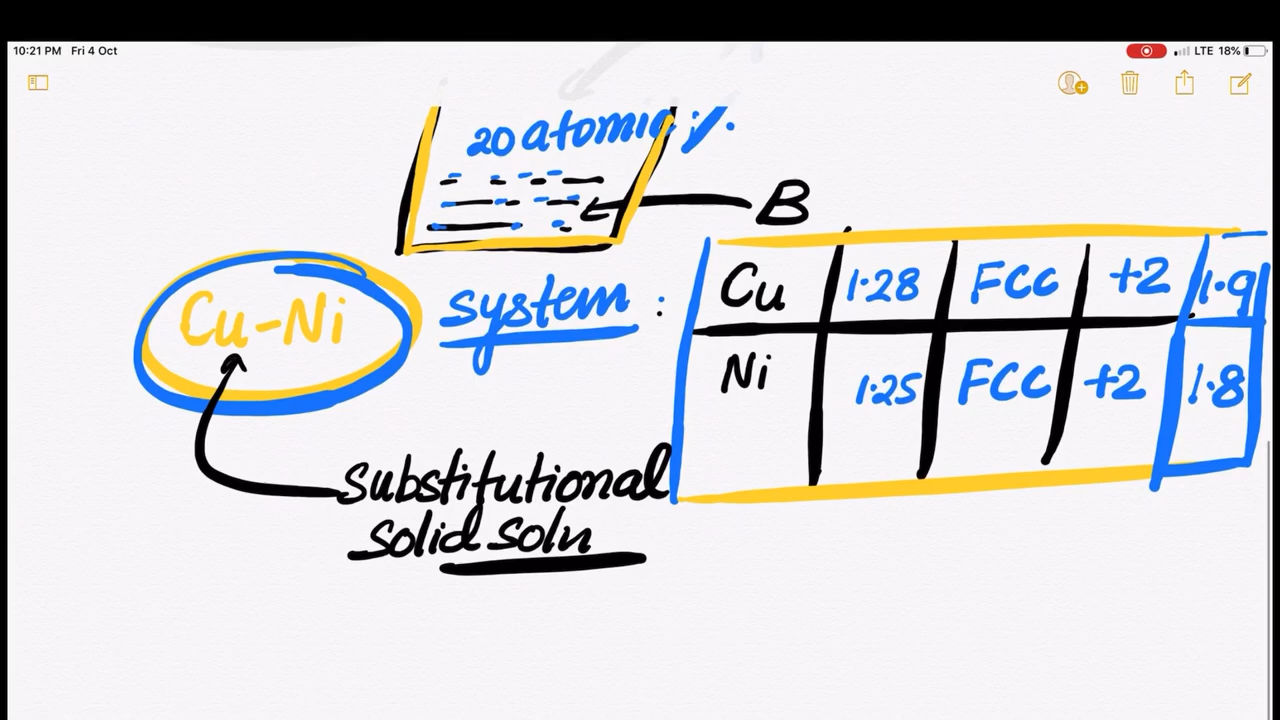 10:21 PM Fri 4 Oct
LTE 18%
20 atomic %.
B
Cu-Ni system :
Cu 1.28 FCC +2 1.9
Ni 1.25 FCC +2 1.8
substitutional
solid soln